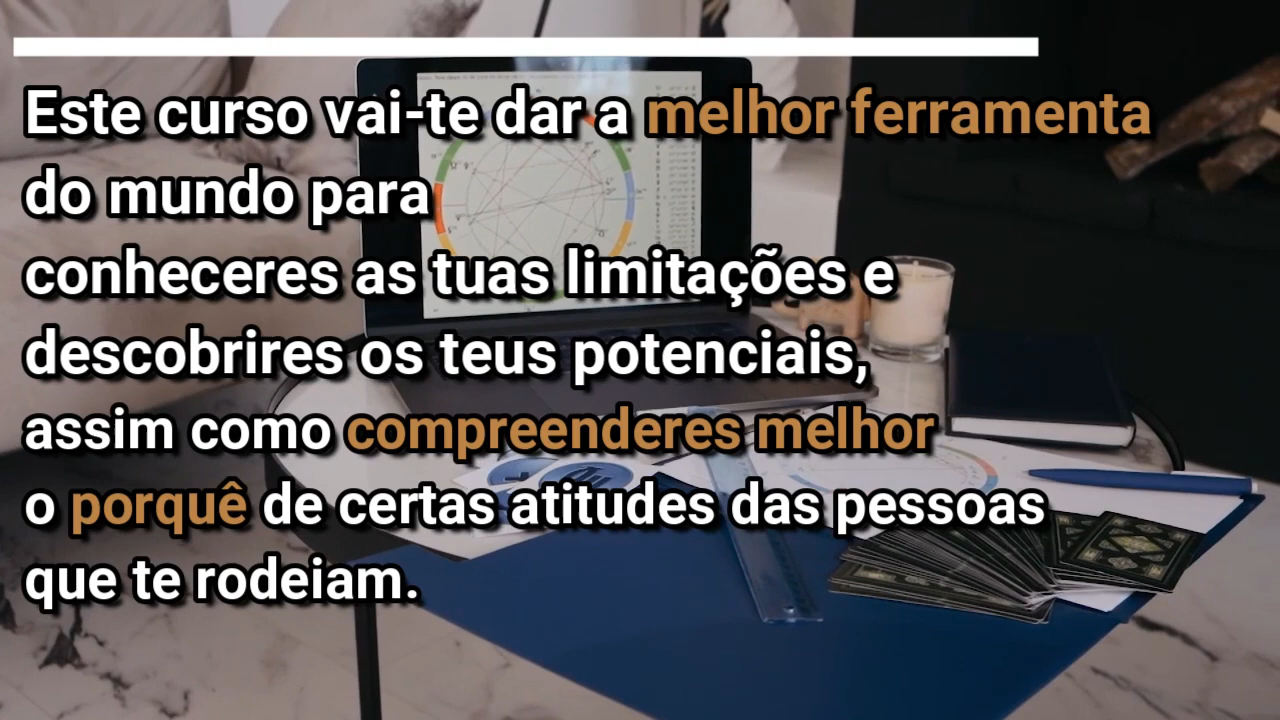 Este curso vai-te dar a melhor ferramenta
do mundo para
conheceres as tuas limitações e
descobrires os teus potenciais,
assim como compreenderes melhor
o porquê de certas atitudes das pessoas
que te rodeiam.